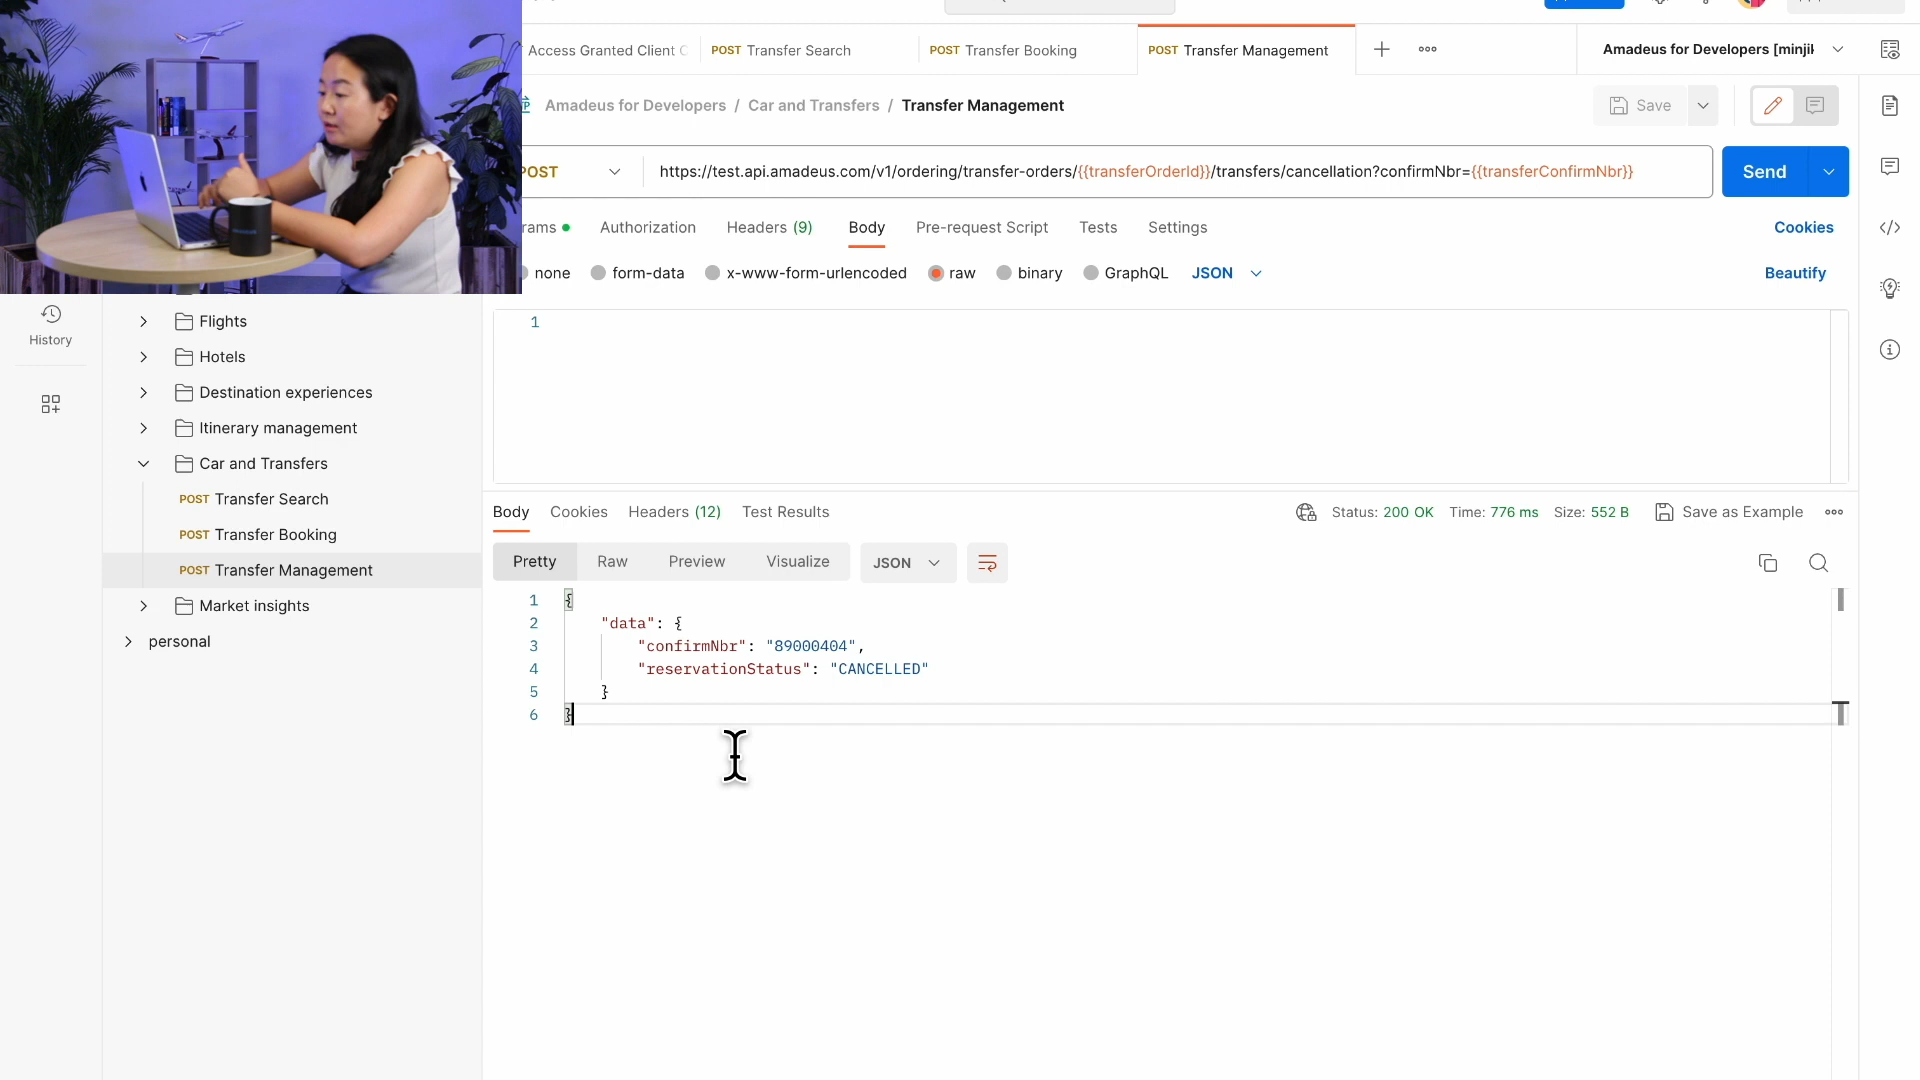 Access Granted Client C
POST Transfer Search
POST Transfer Booking
POST Transfer Management
Amadeus for Developers [minjik
Amadeus for Developers / Car and Transfers / Transfer Management
Save
POST
https://test.api.amadeus.com/v1/ordering/transfer-orders/{{transferOrderId}}/transfers/cancellation?confirmNbr={{transferConfirmNbr}}
Send
rams
Authorization
Headers (9)
Body
Pre-request Script
Tests
Settings
Cookies
none
form-data
x-www-form-urlencoded
raw
binary
GraphQL
JSON
Beautify
1
History
Flights
Hotels
Destination experiences
Itinerary management
Car and Transfers
POST Transfer Search
POST Transfer Booking
POST Transfer Management
Market insights
personal
Body
Cookies
Headers (12)
Test Results
Status: 200 OK
Time: 776 ms
Size: 552 B
Save as Example
Pretty
Raw
Preview
Visualize
JSON
1 {
2 "data": {
3 "confirmNbr": "89000404",
4 "reservationStatus": "CANCELLED"
5 }
6 }